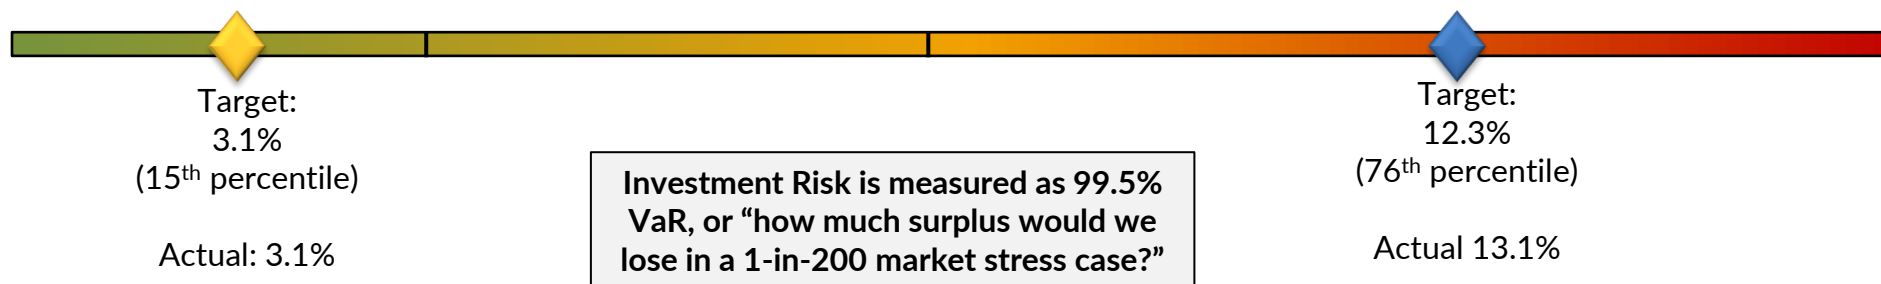 Target:
3.1%
(15th percentile)
Actual: 3.1%
Investment Risk is measured as 99.5%
VaR, or “how much surplus would we
lose in a 1-in-200 market stress case?”
Target:
12.3%
(76th percentile)
Actual 13.1%